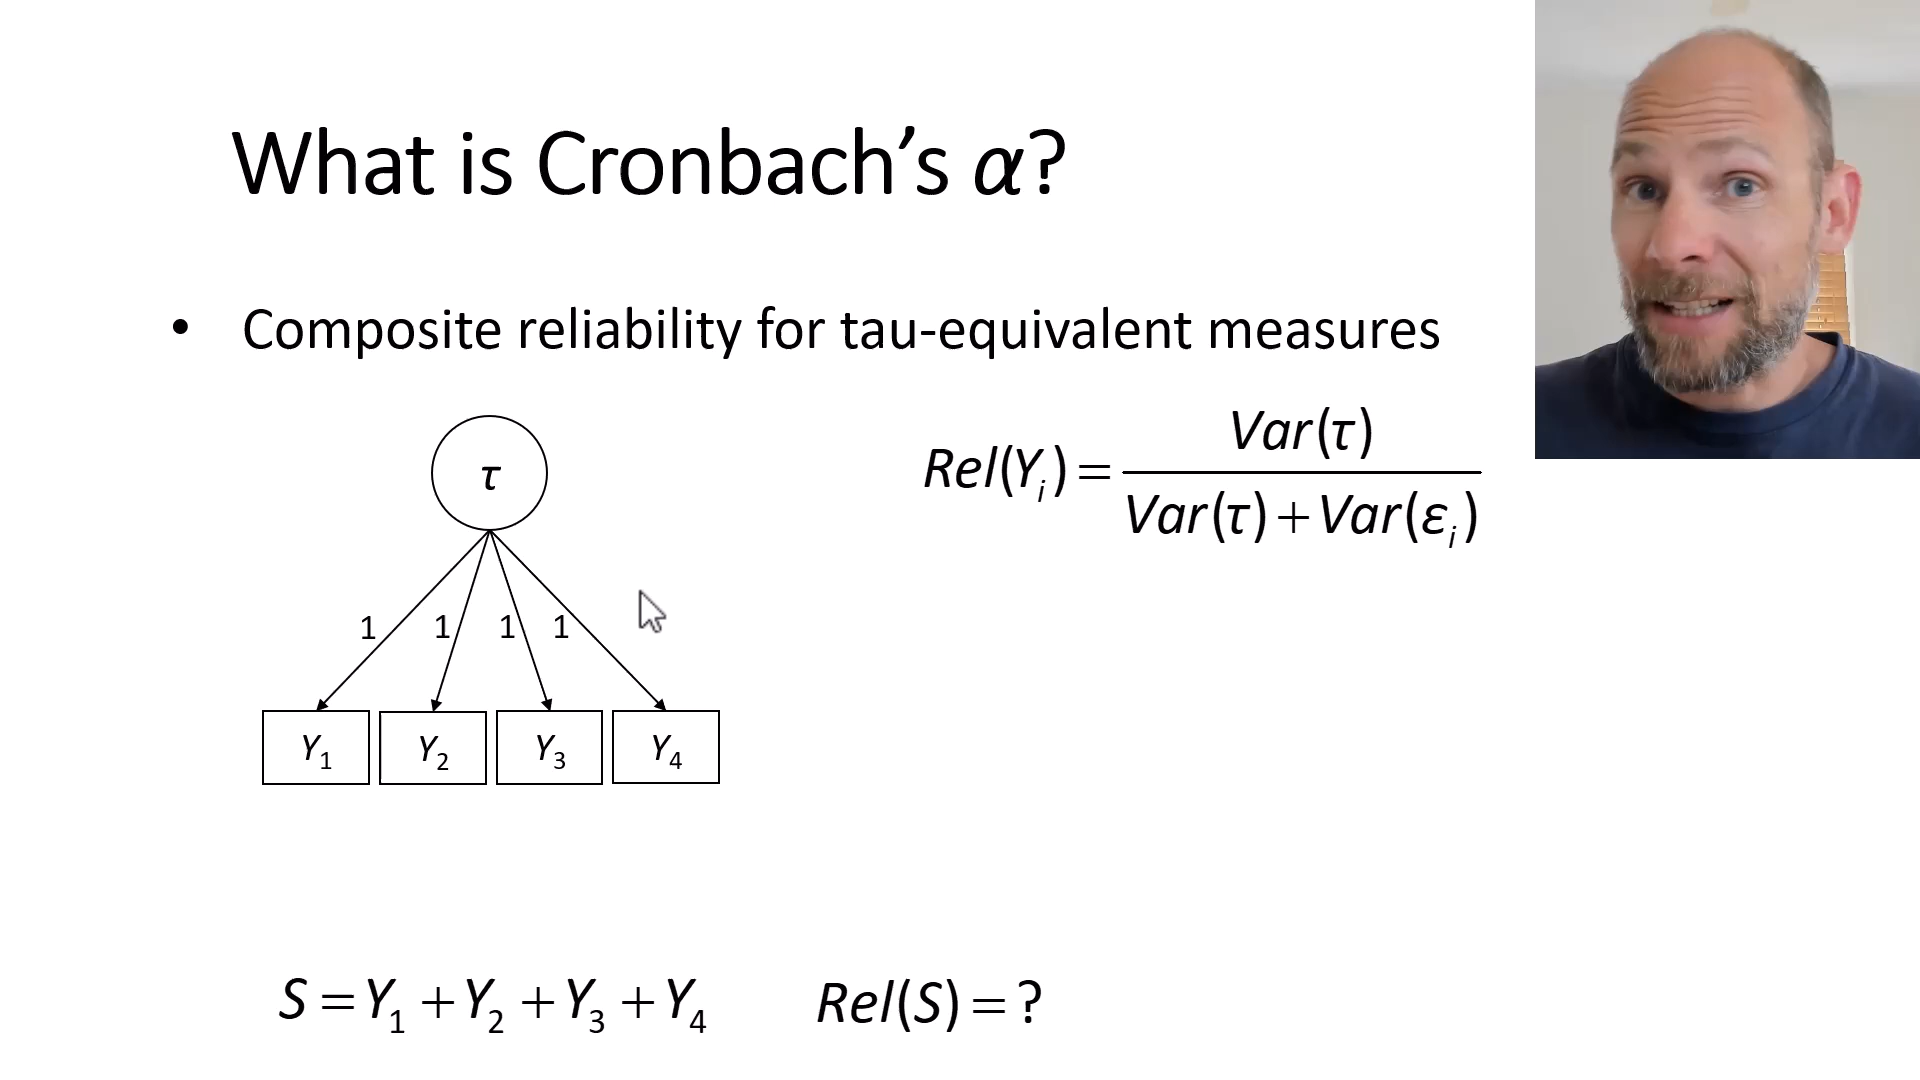 What is Cronbach’s α?
• Composite reliability for tau-equivalent measures
τ
Rel(Yᵢ) = Var(τ) / Var(τ) + Var(εᵢ)
1 1 1 1
Y₁ Y₂ Y₃ Y₄
S = Y₁ + Y₂ + Y₃ + Y₄
Rel(S) = ?